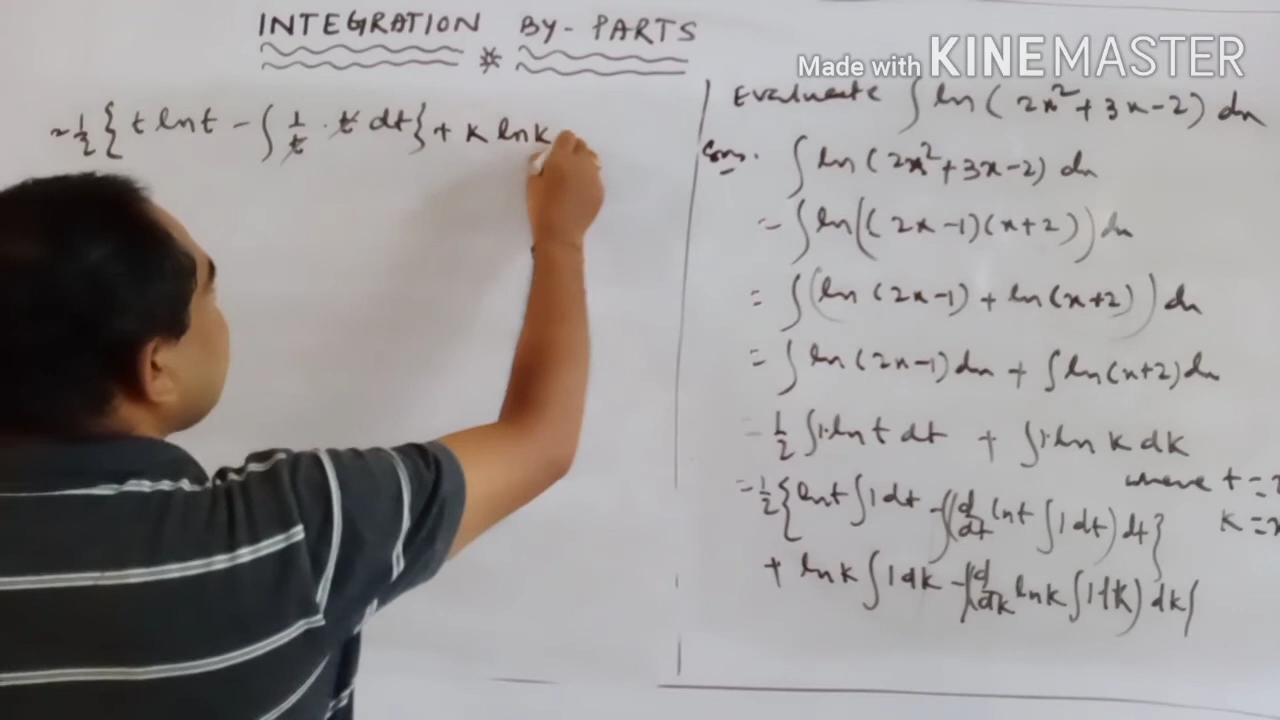 INTEGRATION BY-PARTS
= ½ { t ln t - ∫ 1/t · t dt } + K ln K
Made with KINEMASTER
Evaluate ∫ ln ( 2x² + 3x - 2 ) dx
Ans. ∫ ln ( 2x² + 3x - 2 ) dx
= ∫ ln ( ( 2x - 1 ) ( x + 2 ) ) dx
= ∫ ( ln ( 2x - 1 ) + ln ( x + 2 ) ) dx
= ∫ ln ( 2x - 1 ) dx + ∫ ln ( x + 2 ) dx
= ½ ∫ 1· ln t dt + ∫ 1· ln K dK
where t =
K = x
= ½ { ln t ∫ 1 dt - ∫ ( d/dt ln t ∫ 1 dt ) dt }
+ ln K ∫ 1 dK - ∫ ( d/dK ln K ∫ 1 dK ) dK